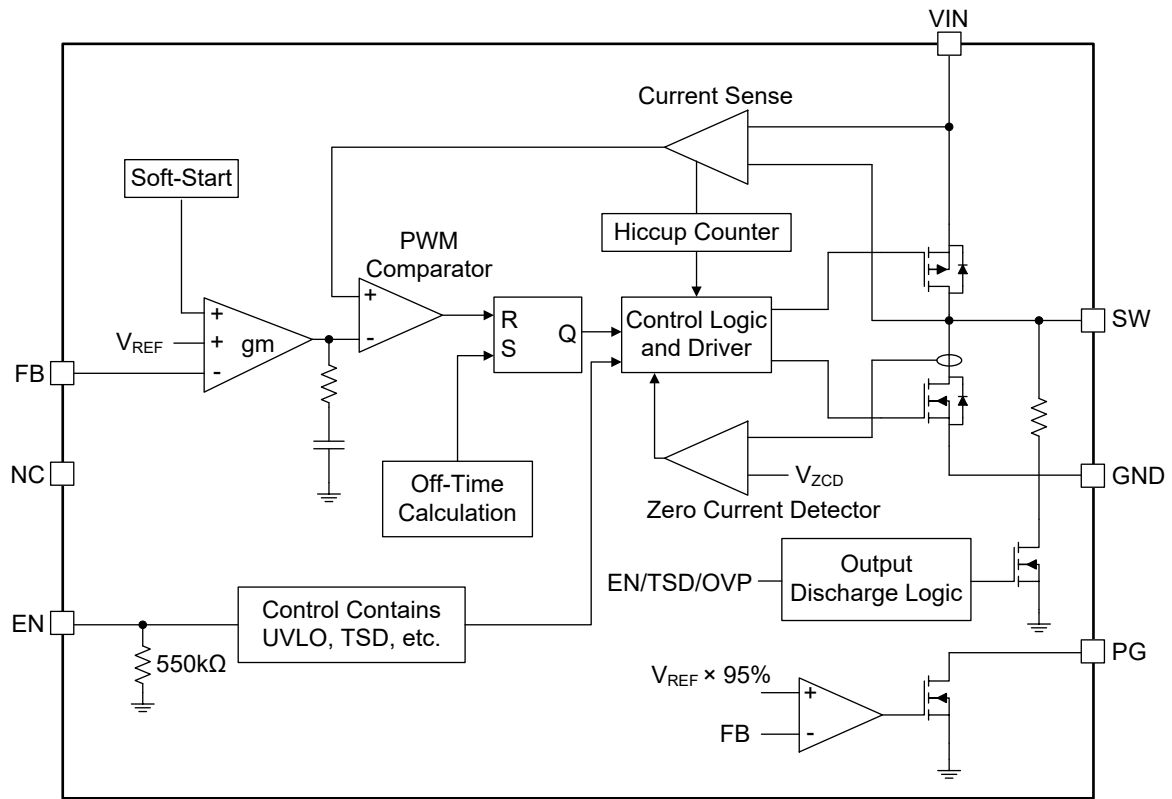 VIN
Current Sense
Soft-Start
Hiccup Counter
PWM
Comparator
+
+
-
gm
VREF
FB
+
-
R
S
Q
Control Logic
and Driver
SW
NC
Off-Time
Calculation
VZCD
Zero Current Detector
GND
EN/TSD/OVP
Output
Discharge Logic
EN
Control Contains
UVLO, TSD, etc.
550kΩ
PG
VREF × 95%
+
FB
-